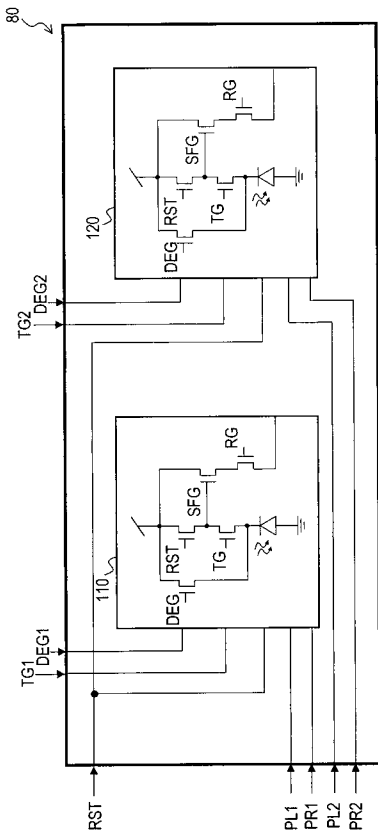 80
TG1
DEG1
TG2
DEG2
110
DEG
RST
SFG
RG
TG
120
DEG
RST
SFG
RG
TG
RST
PL1
PR1
PL2
PR2